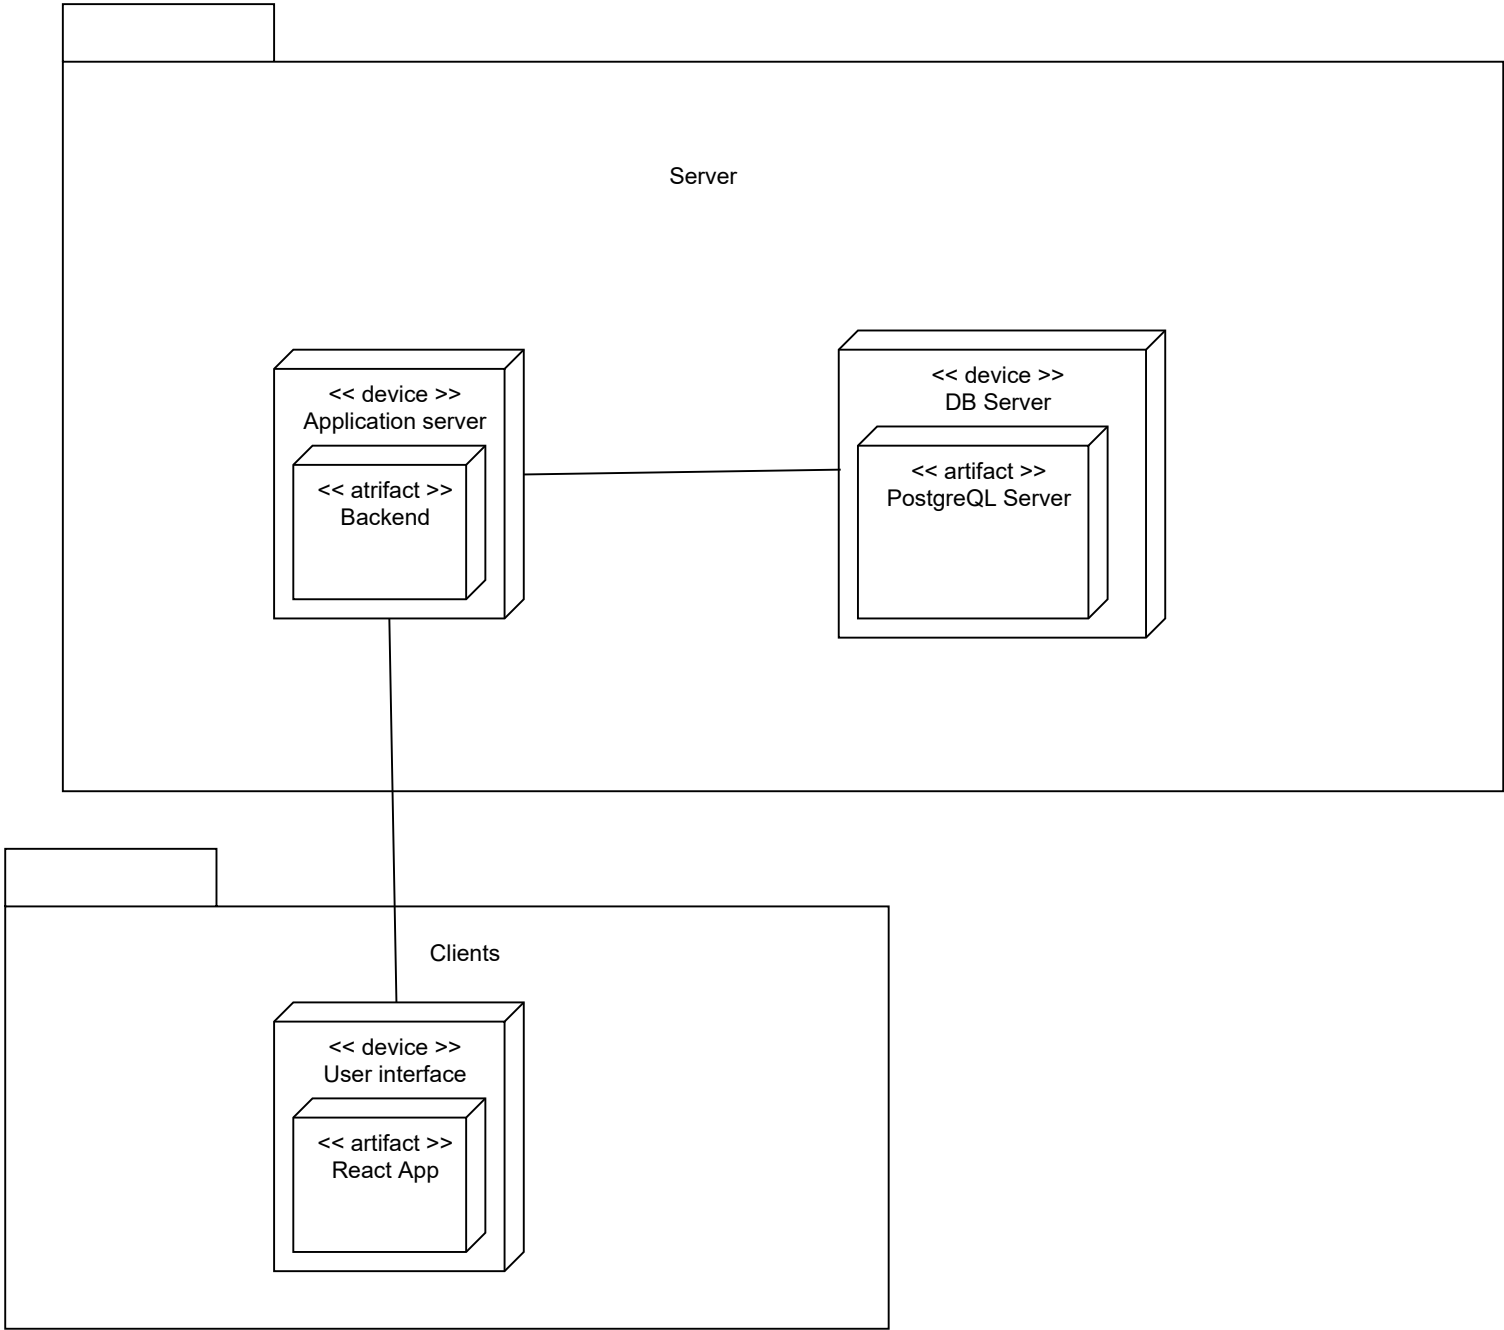 Server
<< device >>
Application server
<< atrifact >>
Backend
<< device >>
DB Server
<< artifact >>
PostgreQL Server
Clients
<< device >>
User interface
<< artifact >>
React App